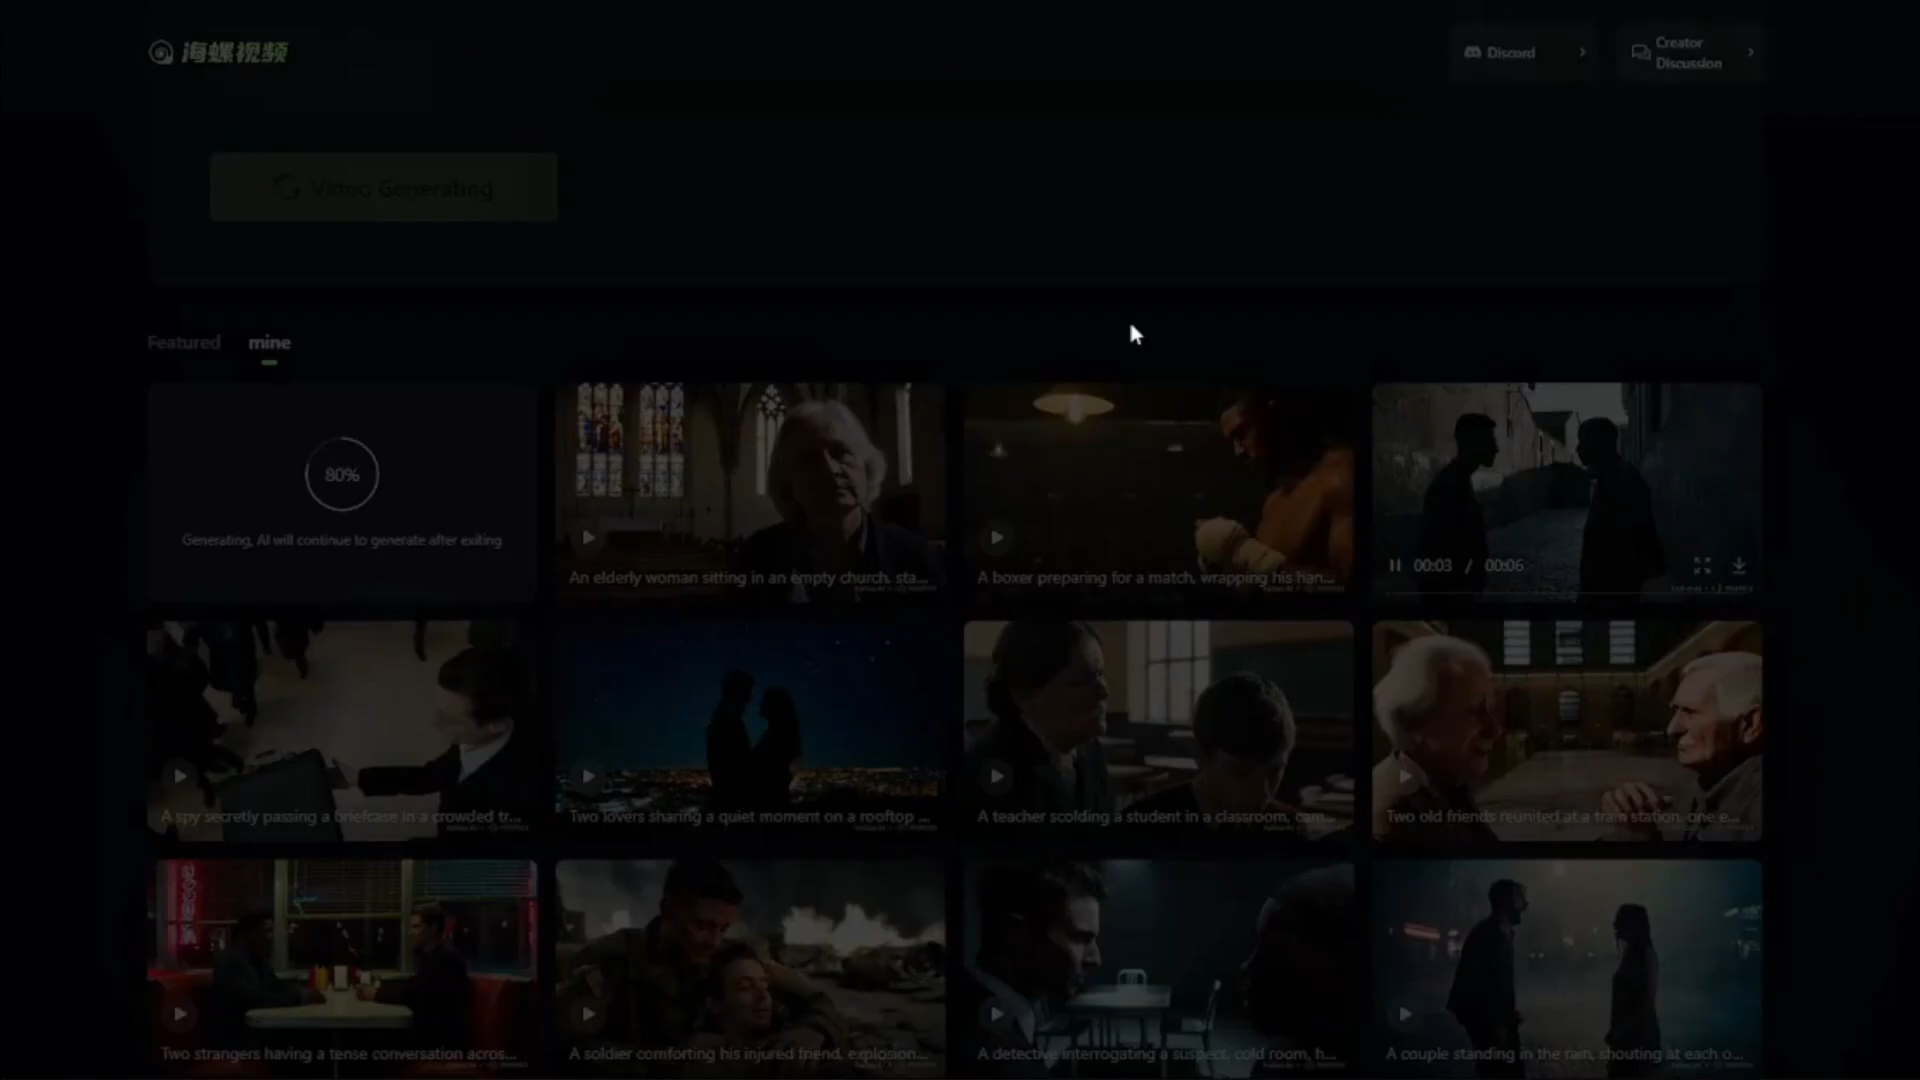 海螺视频
Discord
Creator
Discussion
Video Generating
Featured
mine
80%
Generating, AI will continue to generate after exiting
An elderly woman sitting in an empty church, sta...
A boxer preparing for a match, wrapping his han...
00:03 / 00:06
A spy secretly passing a briefcase in a crowded tr...
Two lovers sharing a quiet moment on a rooftop ...
A teacher scolding a student in a classroom, cam...
Two old friends reunited at a train station, one e...
Two strangers having a tense conversation acros...
A soldier comforting his injured friend, explosion...
A detective interrogating a suspect, cold room, h...
A couple standing in the rain, shouting at each o...